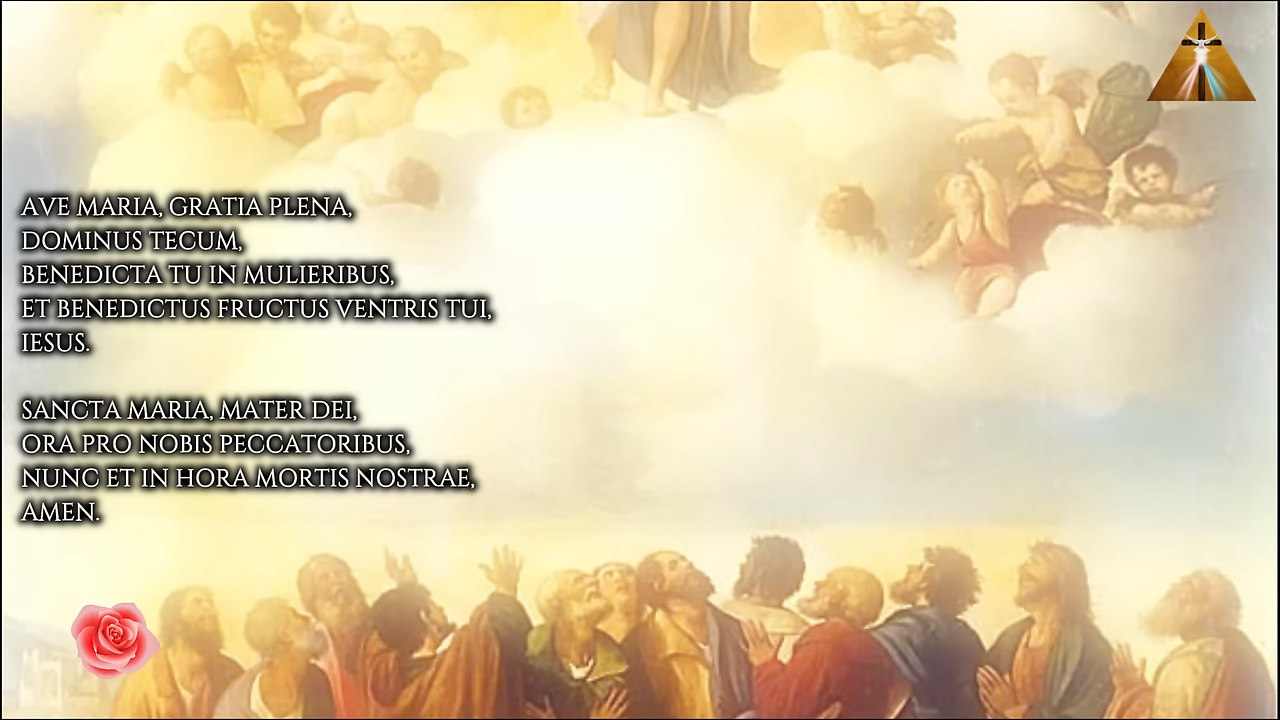 AVE MARIA, GRATIA PLENA,
DOMINUS TECUM,
BENEDICTA TU IN MULIERIBUS,
ET BENEDICTUS FRUCTUS VENTRIS TUI,
IESUS.
SANCTA MARIA, MATER DEI,
ORA PRO NOBIS PECCATORIBUS,
NUNC ET IN HORA MORTIS NOSTRAE,
AMEN.